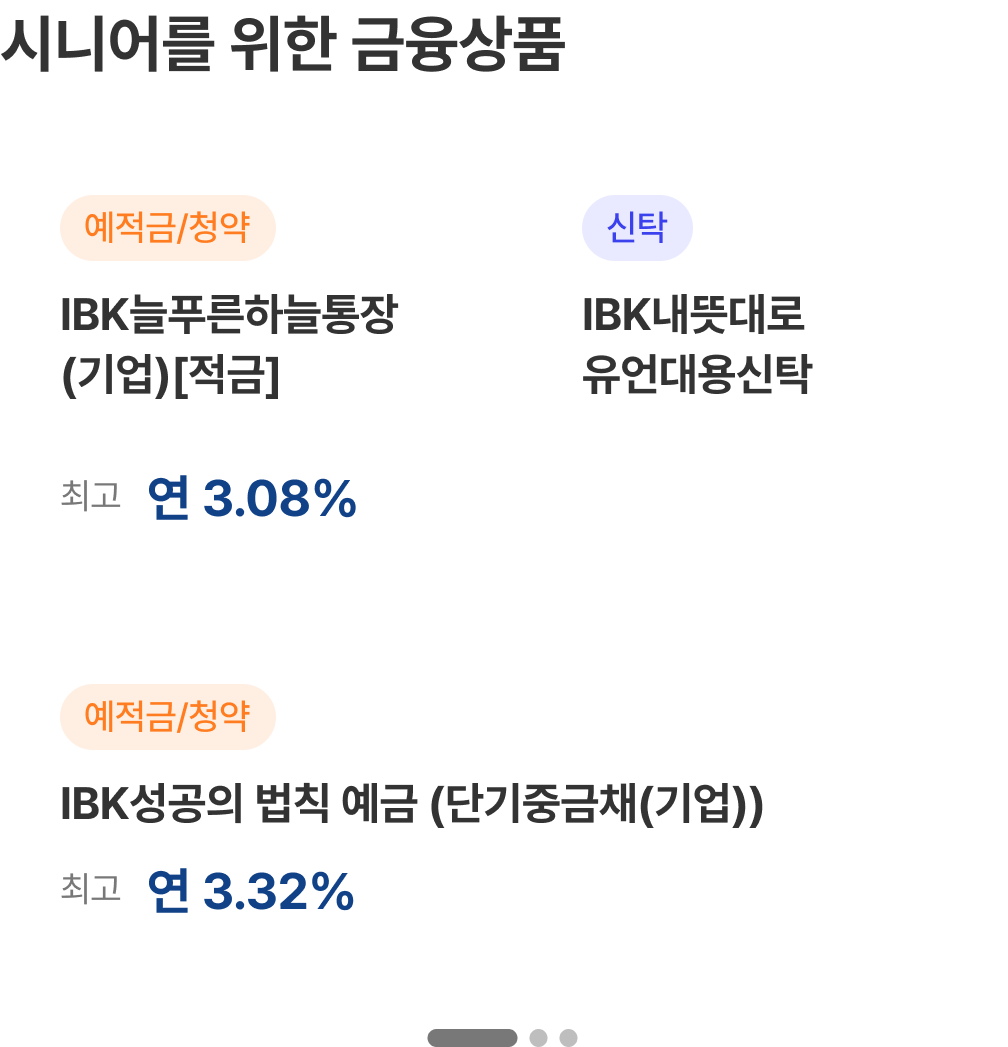 시니어를 위한 금융상품
예적금/청약
IBK늘푸른하늘통장
(기업)[적금]
최고 연 3.08%
신탁
IBK내뜻대로
유언대용신탁
예적금/청약
IBK성공의 법칙 예금 (단기중금채(기업))
최고 연 3.32%